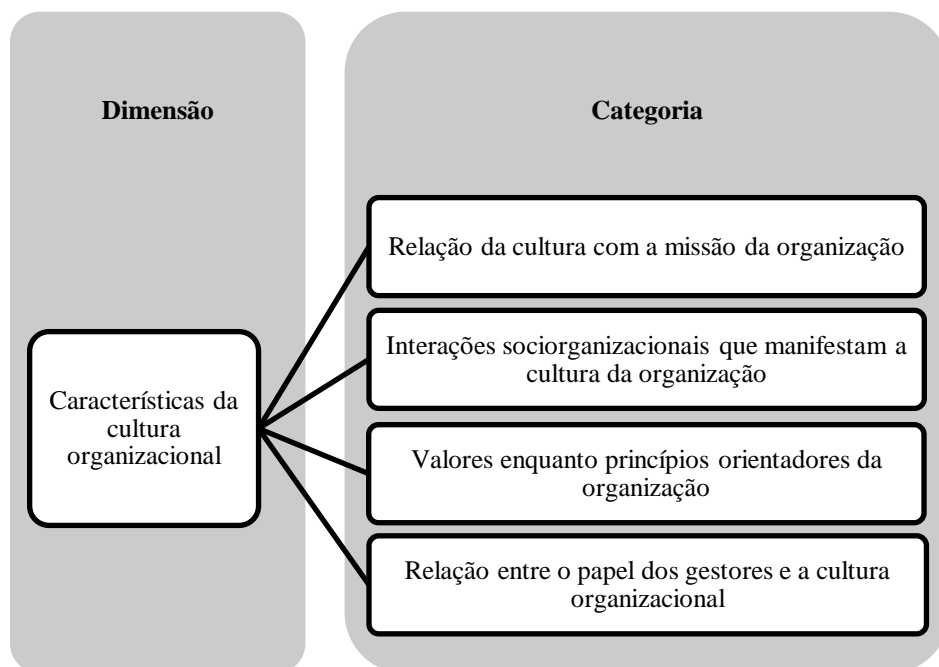 Dimensão
Categoria
Características da
cultura
organizacional
Relação da cultura com a missão da organização
Interações sociorganizacionais que manifestam a
cultura da organização
Valores enquanto princípios orientadores da
organização
Relação entre o papel dos gestores e a cultura
organizacional